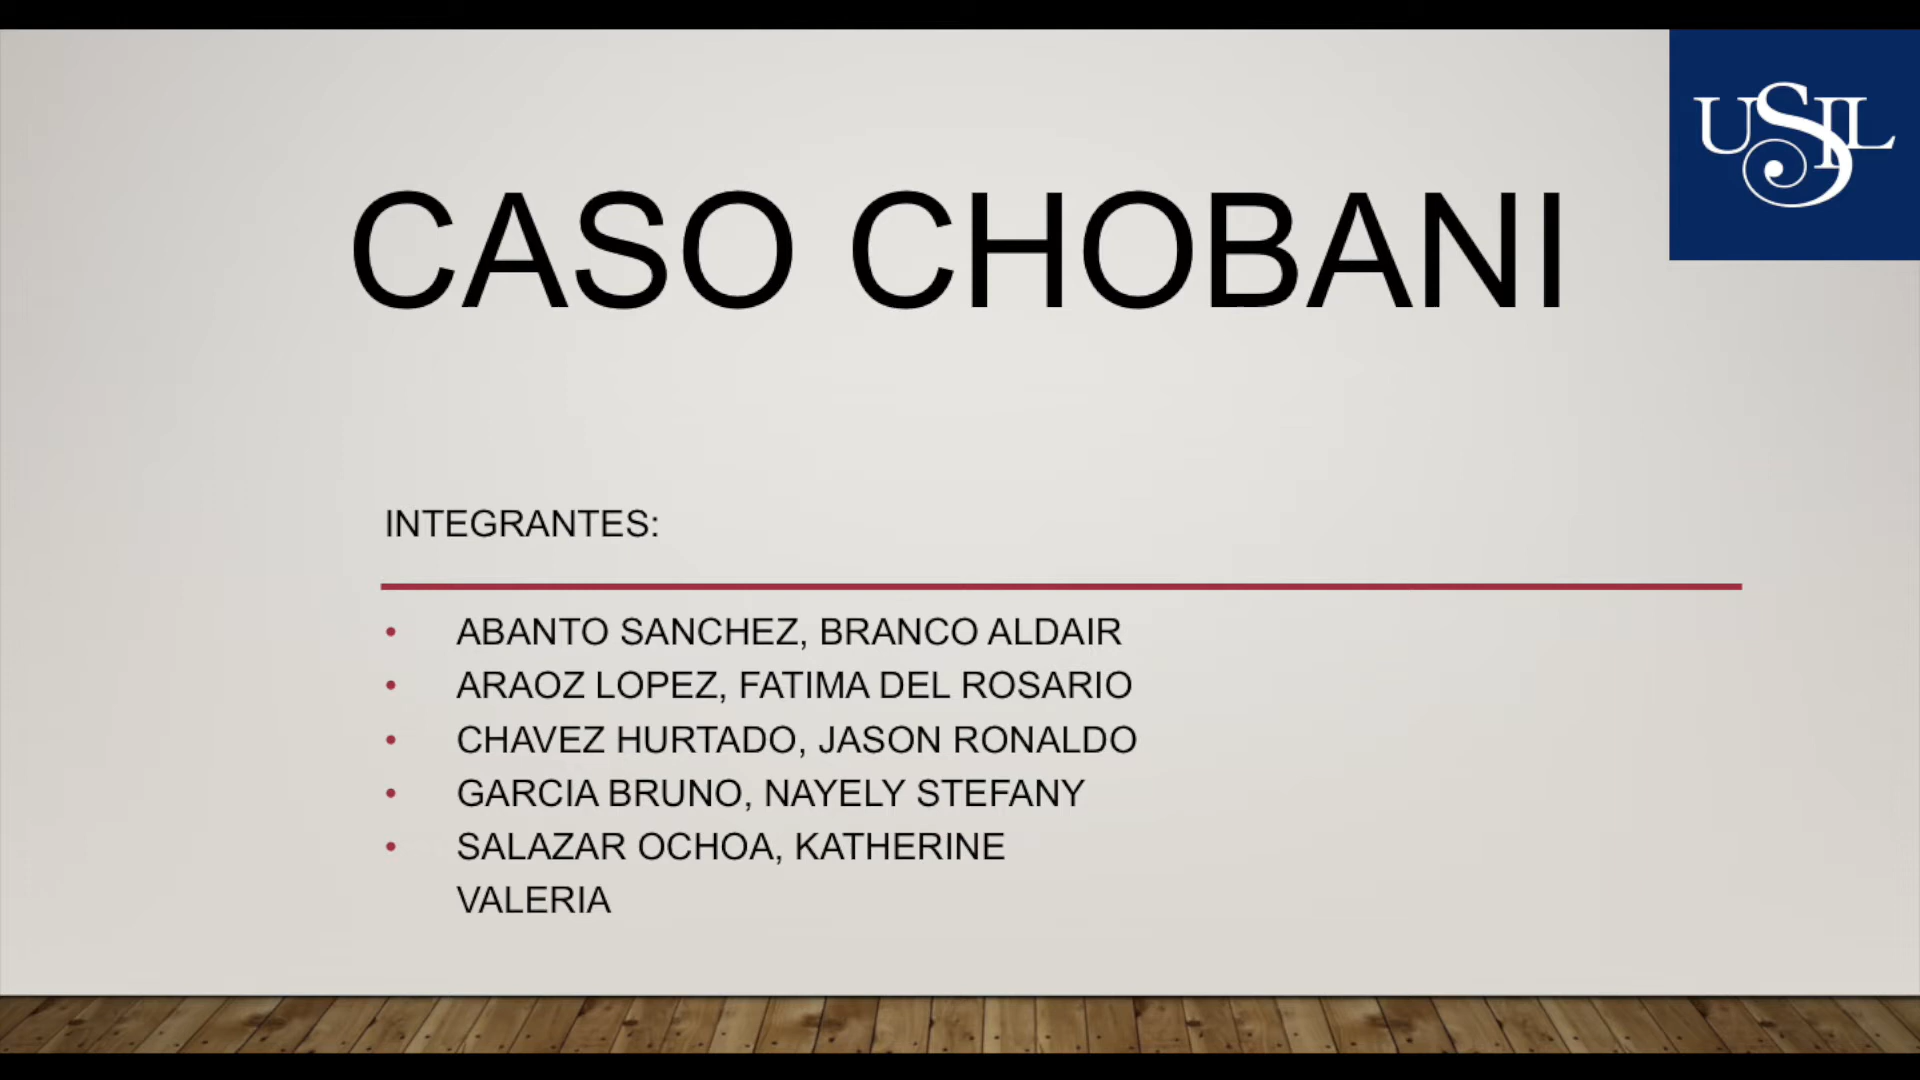 USIL
CASO CHOBANI
INTEGRANTES:
• ABANTO SANCHEZ, BRANCO ALDAIR
• ARAOZ LOPEZ, FATIMA DEL ROSARIO
• CHAVEZ HURTADO, JASON RONALDO
• GARCIA BRUNO, NAYELY STEFANY
• SALAZAR OCHOA, KATHERINE
VALERIA